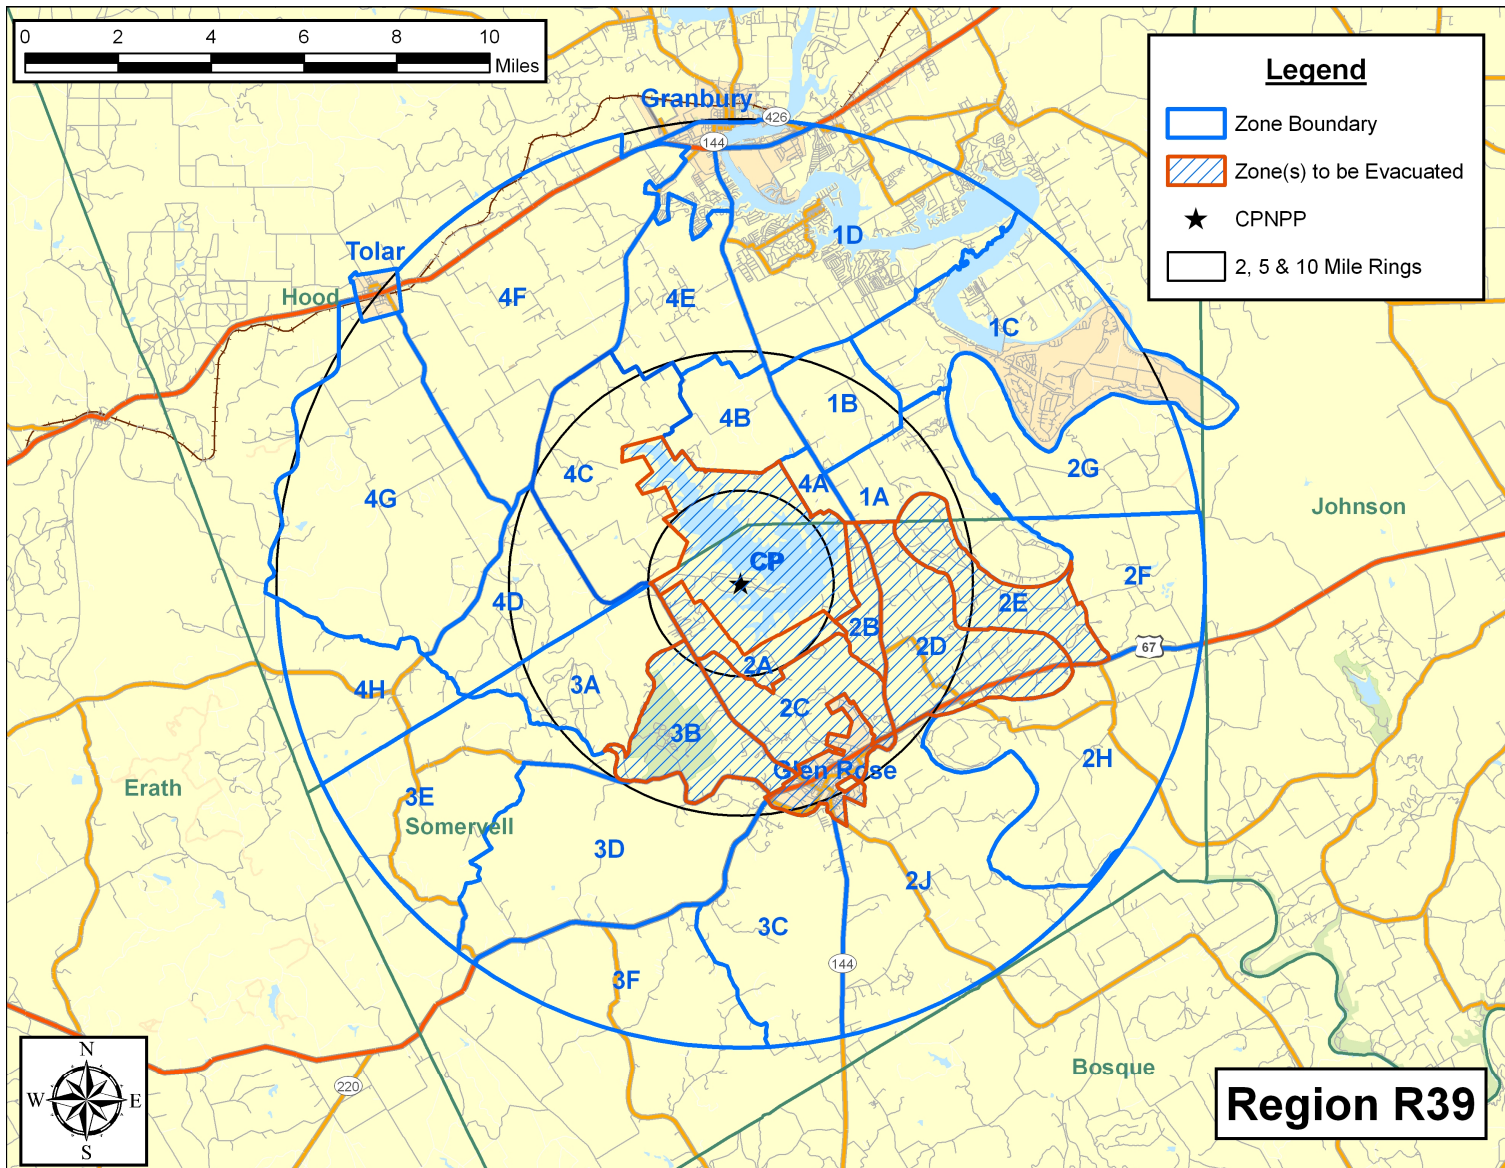 0 2 4 6 8 10
Miles
Legend
Zone Boundary
Zone(s) to be Evacuated
CPNPP
2, 5 & 10 Mile Rings
Granbury
426
144
Tolar
Hood
1D
4F
4E
1C
4B
1B
4C
4A
1A
2G
4G
Johnson
CP
2F
4D
2E
2B
2D
67
2A
3A
4H
2C
3B
2H
Glen Rose
Erath
3E
Somervell
3D
2J
3C
144
3F
Bosque
220
N
W E
S
Region R39